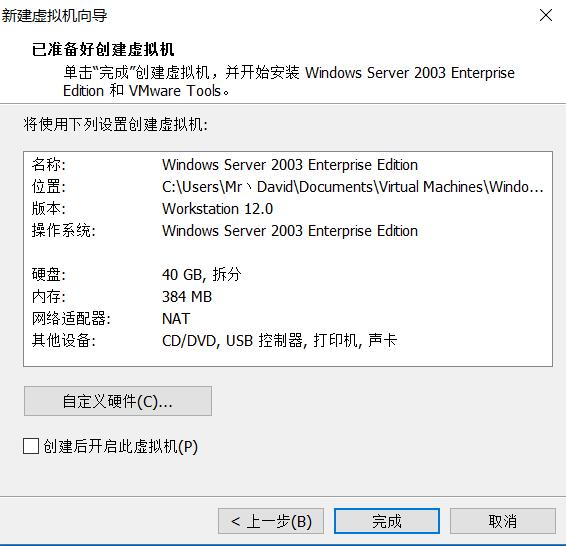 新建虚拟机向导
已准备好创建虚拟机
单击“完成”创建虚拟机，并开始安装 Windows Server 2003 Enterprise
Edition 和 VMware Tools。
将使用下列设置创建虚拟机:
名称: Windows Server 2003 Enterprise Edition
位置: C:\Users\Mr丶David\Documents\Virtual Machines\Windo...
版本: Workstation 12.0
操作系统: Windows Server 2003 Enterprise Edition
硬盘: 40 GB, 拆分
内存: 384 MB
网络适配器: NAT
其他设备: CD/DVD, USB 控制器, 打印机, 声卡
自定义硬件(C)...
创建后开启此虚拟机(P)
< 上一步(B) 完成 取消